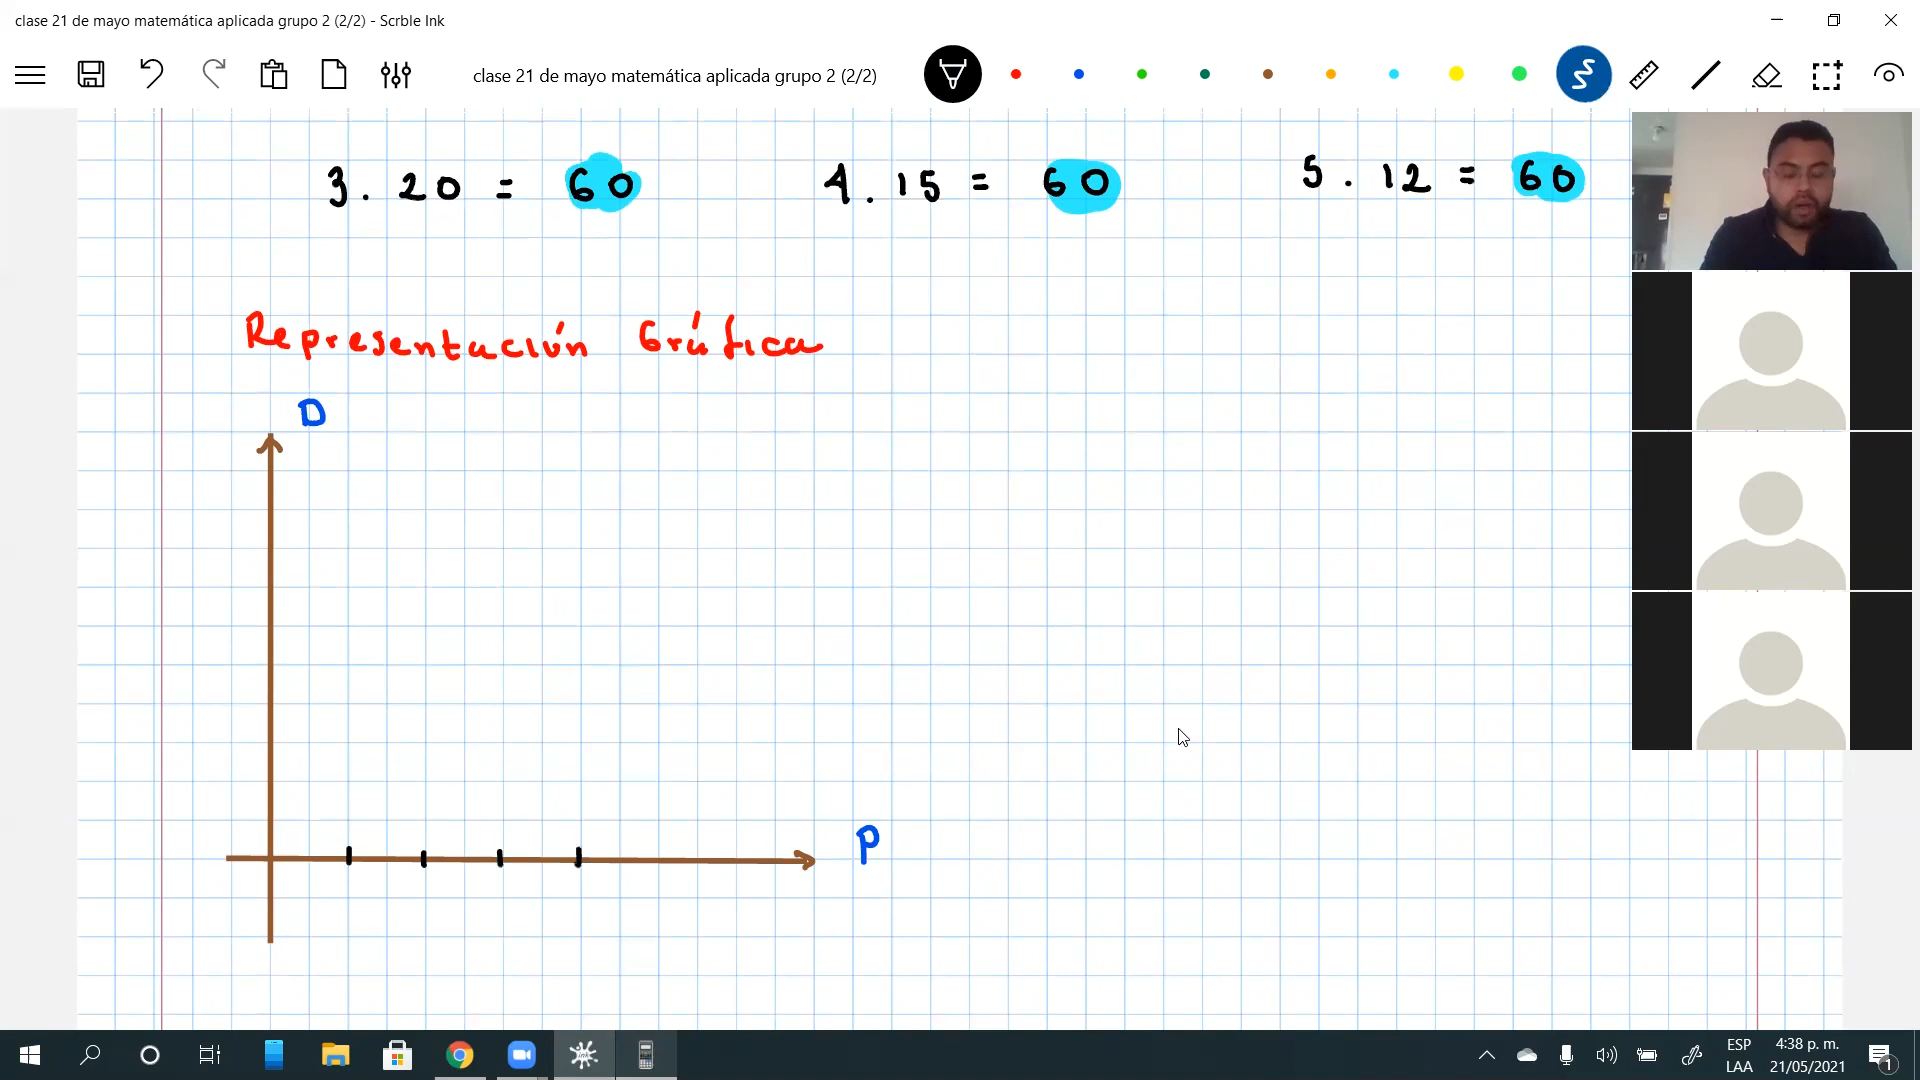 clase 21 de mayo matemática aplicada grupo 2 (2/2) - Scrble Ink
clase 21 de mayo matemática aplicada grupo 2 (2/2)
3. 20 = 60
4. 15 = 60
5. 12 = 60
Representación Gráfica
D
P
ESP
LAA
4:38 p. m.
21/05/2021
1